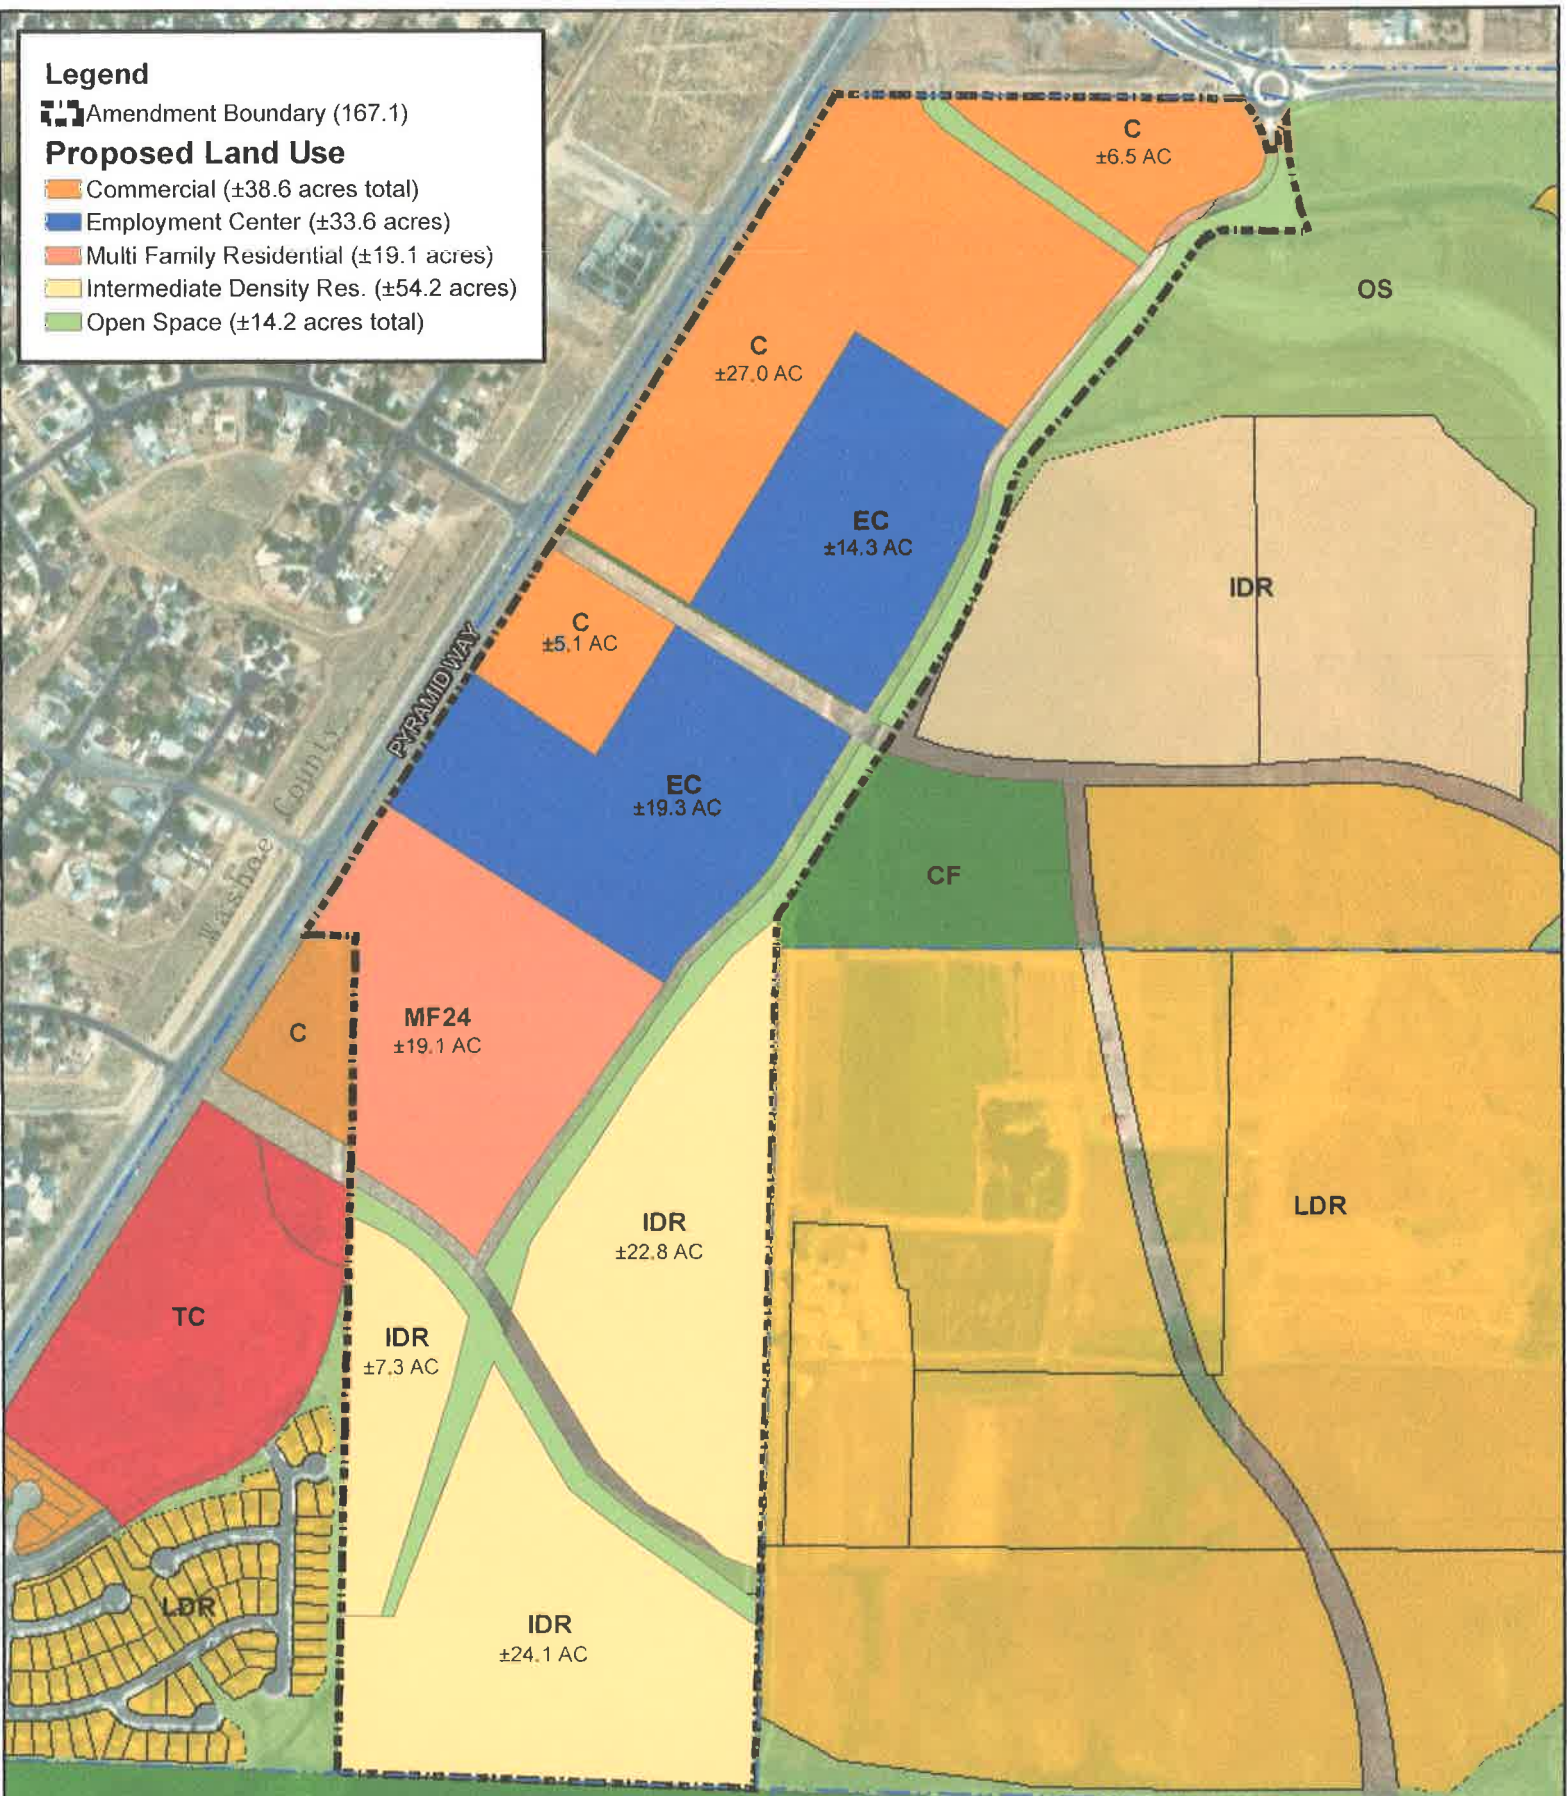 Legend
Amendment Boundary (167.1)
Proposed Land Use
Commercial (±38.6 acres total)
Employment Center (±33.6 acres)
Multi Family Residential (±19.1 acres)
Intermediate Density Res. (±54.2 acres)
Open Space (±14.2 acres total)
C
±6.5 AC
OS
C
±27.0 AC
EC
±14.3 AC
IDR
C
±5.1 AC
PYRAMID WAY
Washoe County
EC
±19.3 AC
CF
C
MF24
±19.1 AC
LDR
IDR
±22.8 AC
TC
IDR
±7.3 AC
LDR
IDR
±24.1 AC